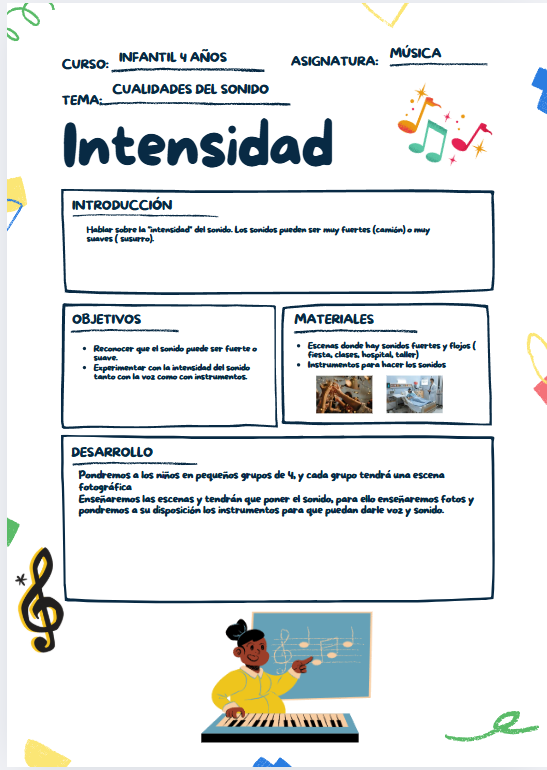 CURSO: INFANTIL 4 AÑOS ASIGNATURA: MÚSICA
TEMA: CUALIDADES DEL SONIDO
Intensidad
INTRODUCCIÓN
Hablar sobre la "intensidad" del sonido. Los sonidos pueden ser muy fuertes (camión) o muy
suaves ( susurro).
OBJETIVOS
• Reconocer que el sonido puede ser fuerte o
suave.
• Experimentar con la intensidad del sonido
tanto con la voz como con instrumentos.
MATERIALES
• Escenas donde hay sonidos fuertes y flojos (
fiesta, clases, hospital, taller)
• Instrumentos para hacer los sonidos
DESARROLLO
Pondremos a los niños en pequeños grupos de 4, y cada grupo tendrá una escena
fotográfica
Enseñaremos las escenas y tendrán que poner el sonido, para ello enseñaremos fotos y
pondremos a su disposición los instrumentos para que puedan darle voz y sonido.